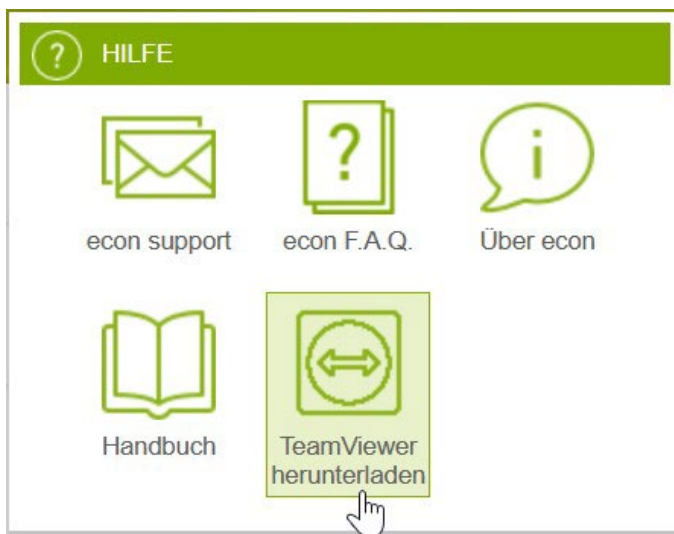 ? HILFE
?
i
econ support
econ F.A.Q.
Über econ
Handbuch
TeamViewer
herunterladen